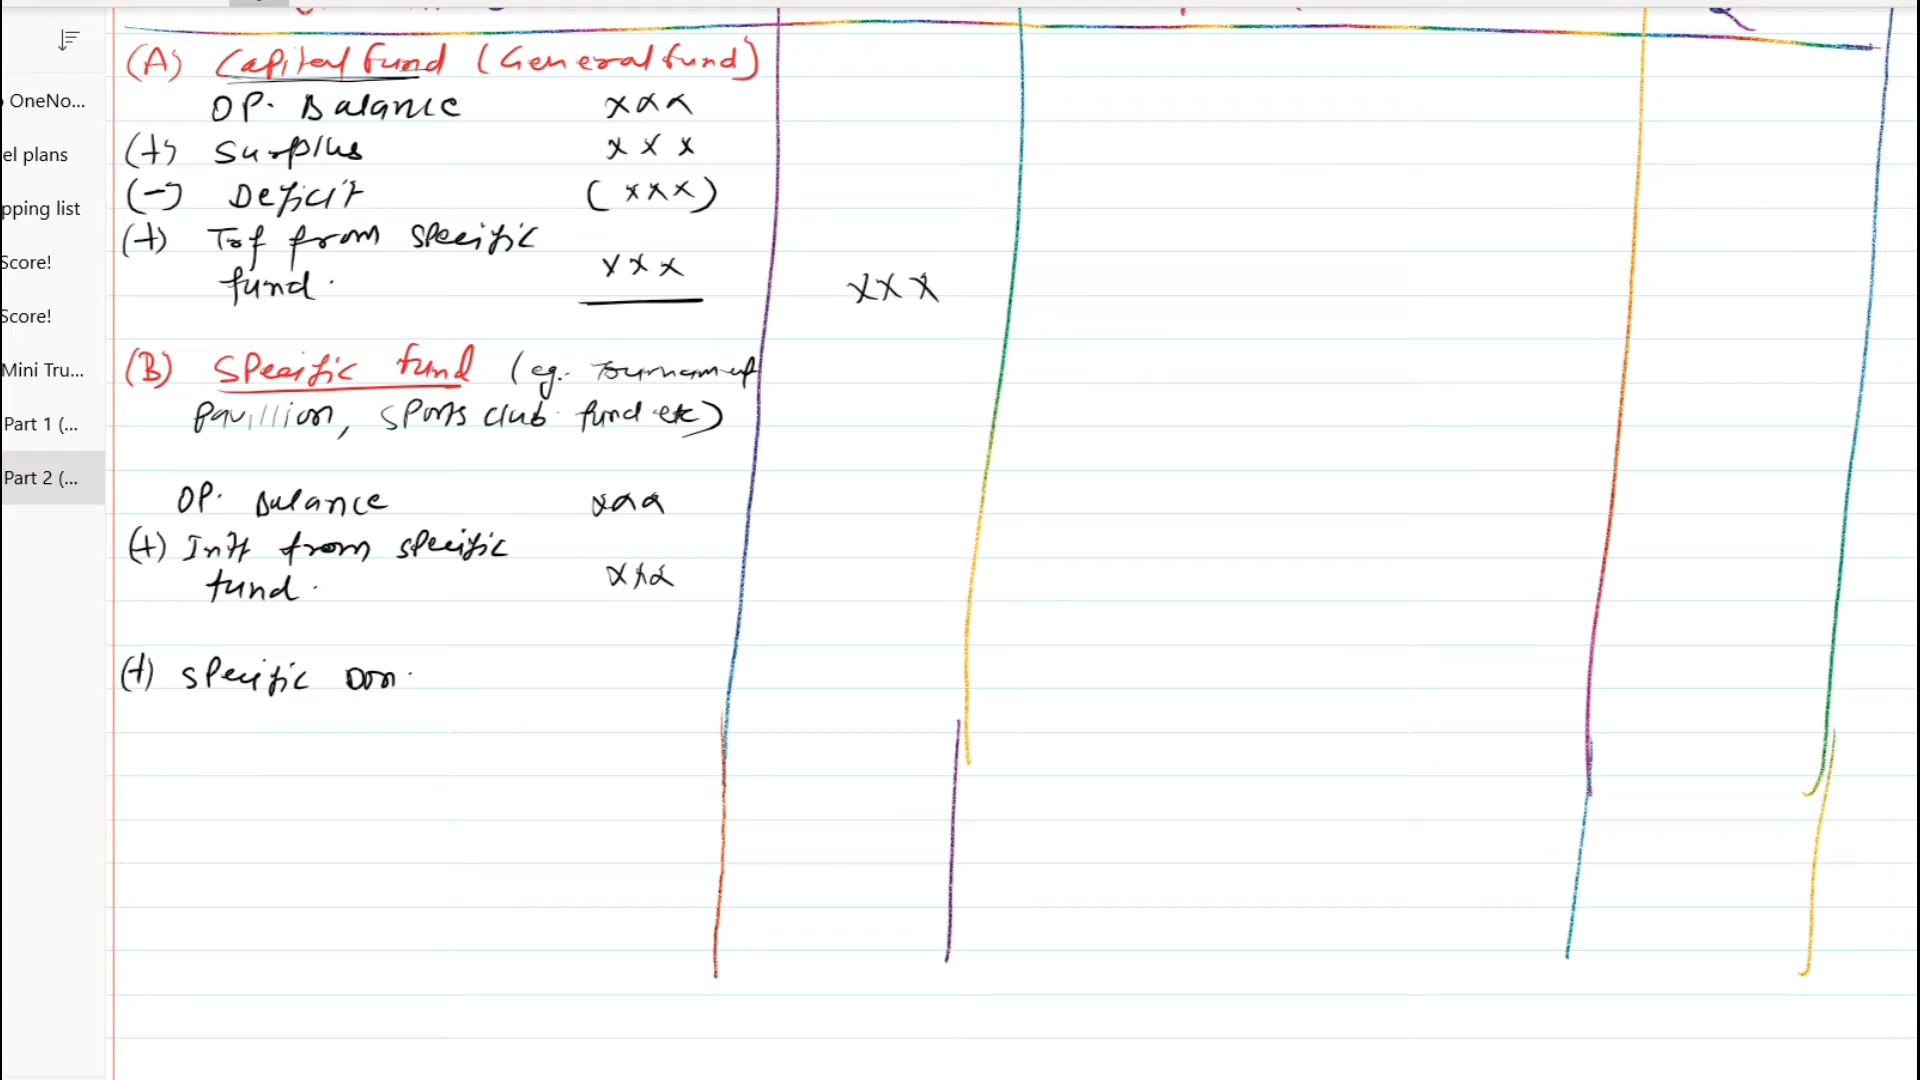 (A) Capital Fund (General fund)
OP. Balance xxx
(+) Surplus xxx
(-) Deficit (xxx)
(+) Trf from specific
fund. xxx xxx
(B) Specific fund (eg. Tournament
pavillion, sports club fund etc)
OP. Balance xxx
(+) Intt from specific
fund. xxx
(+) Specific Don.
OneNo...
el plans
pping list
Score!
Score!
Mini Tru...
Part 1 (...
Part 2 (...